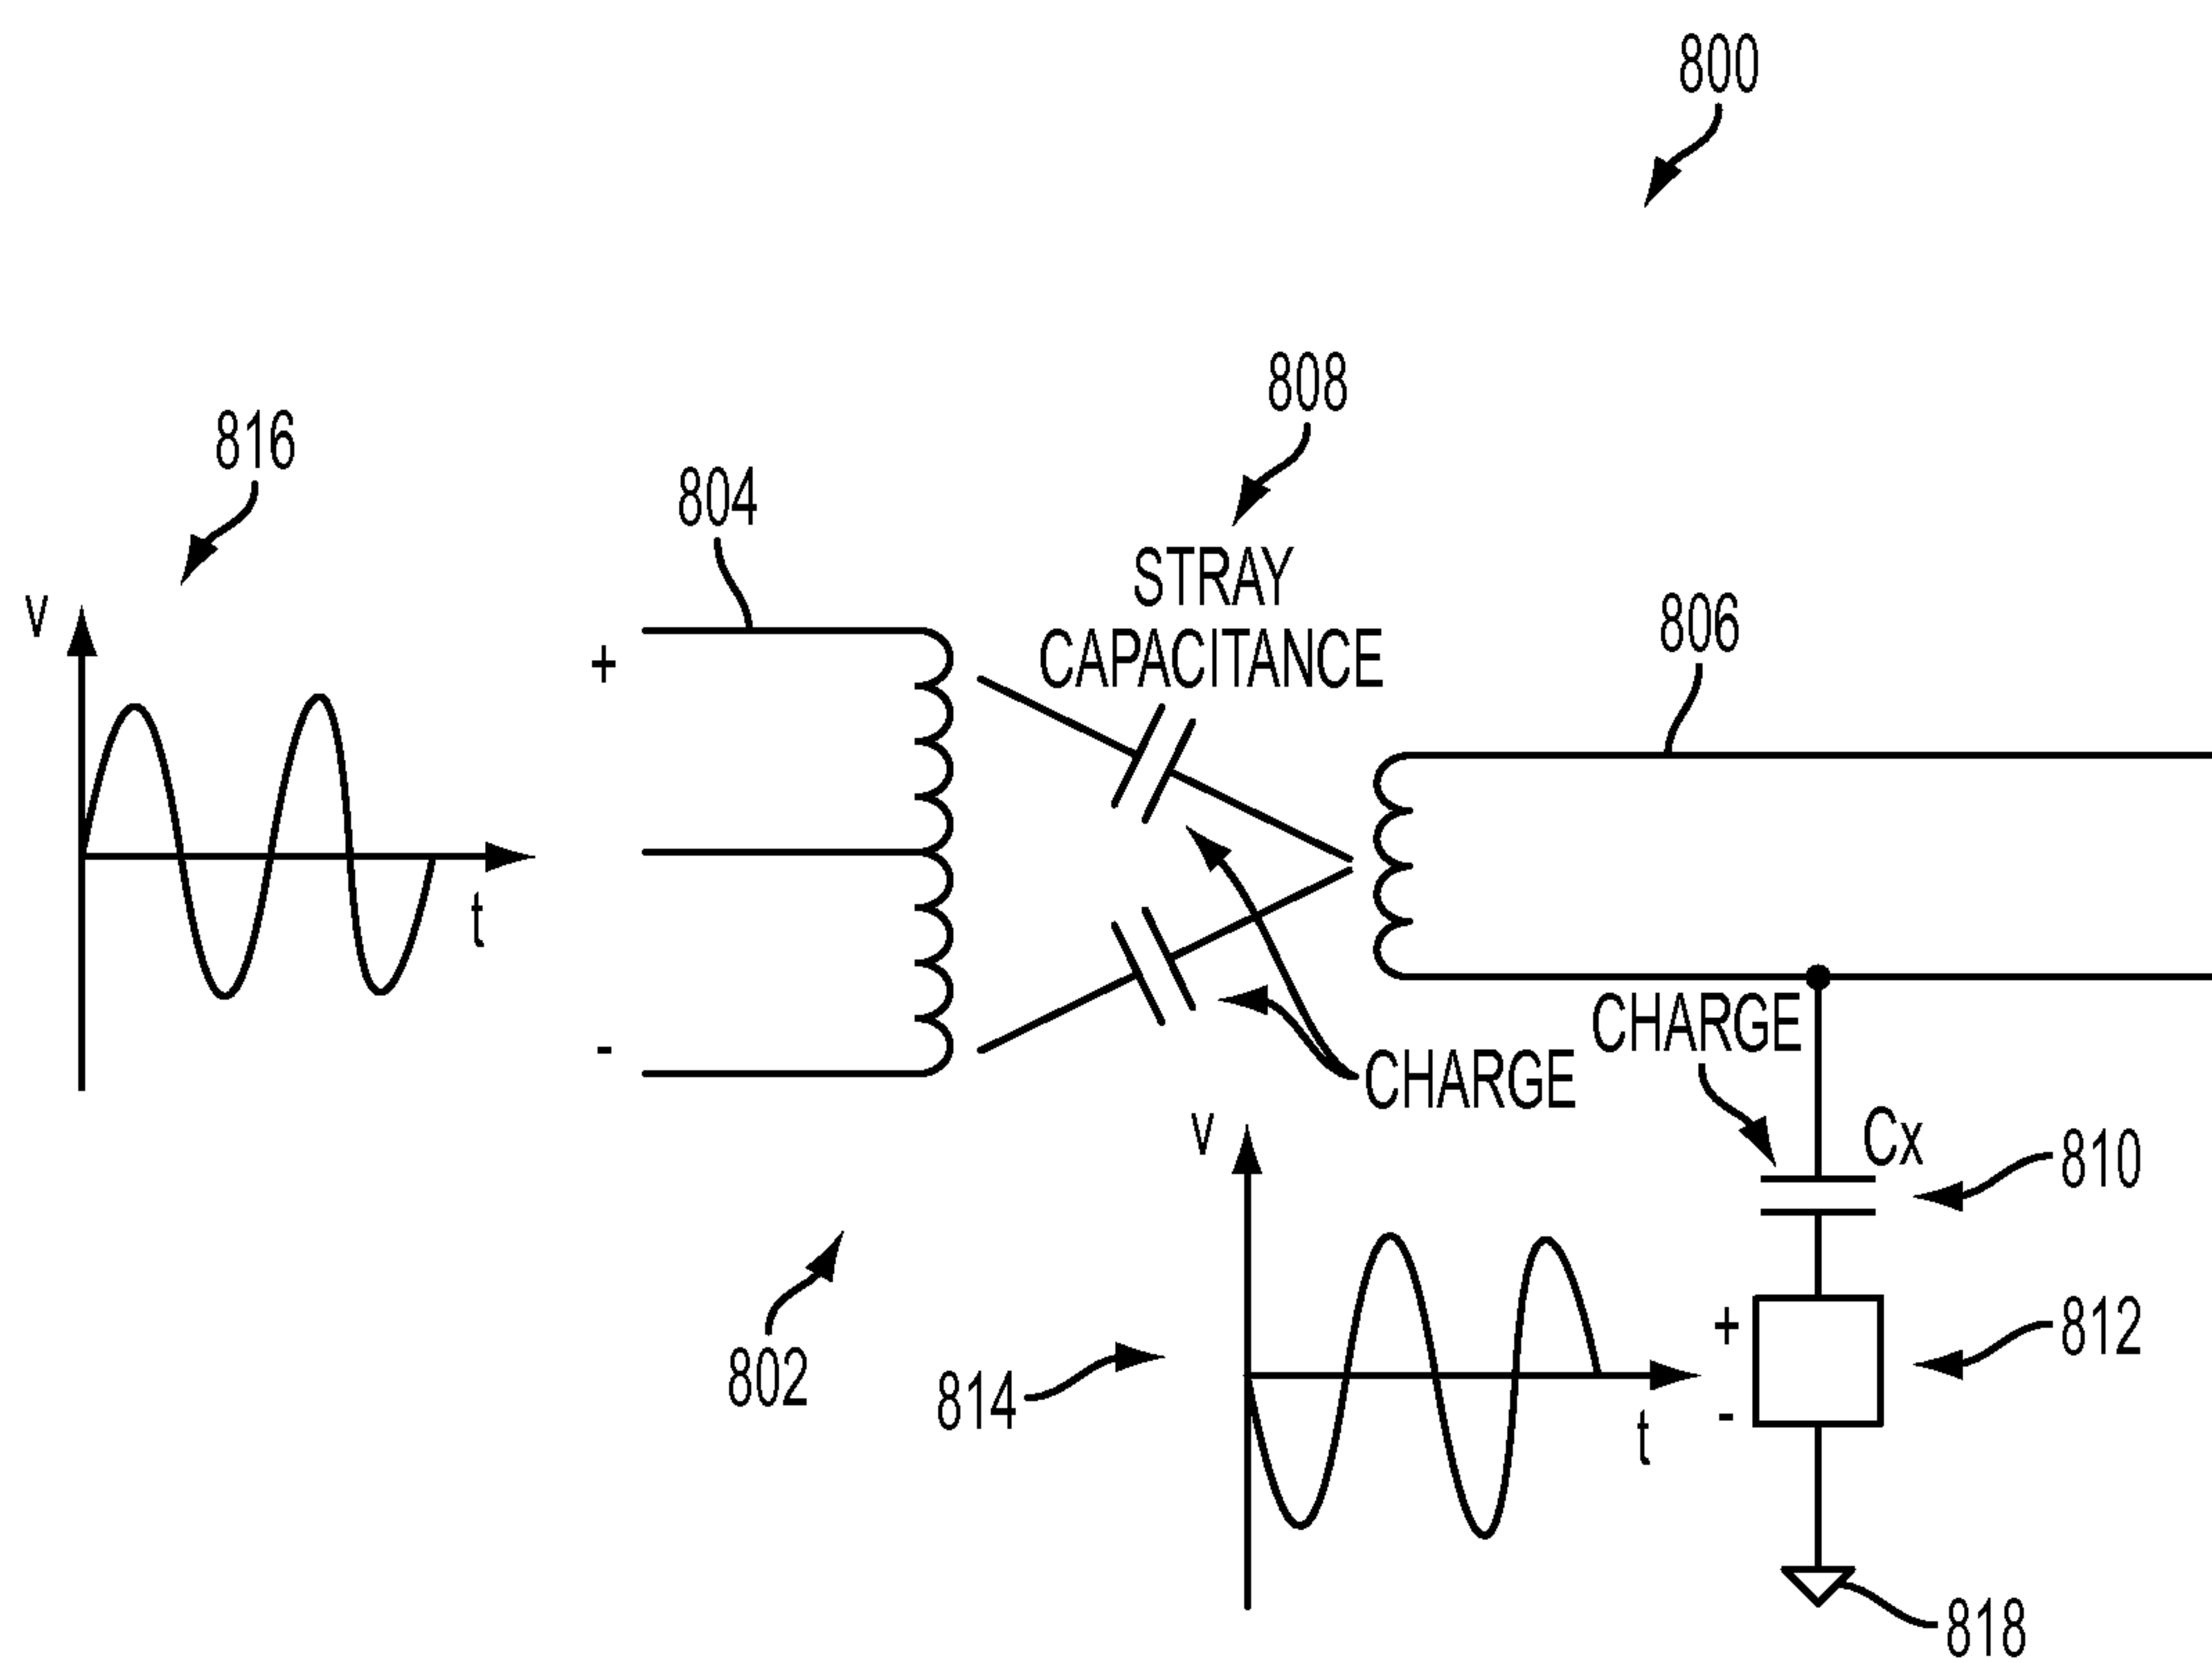 800
808
816
804
STRAY
CAPACITANCE
806
v
+
t
-
CHARGE
CHARGE
v
Cx
810
802
814
+
812
-
t
818